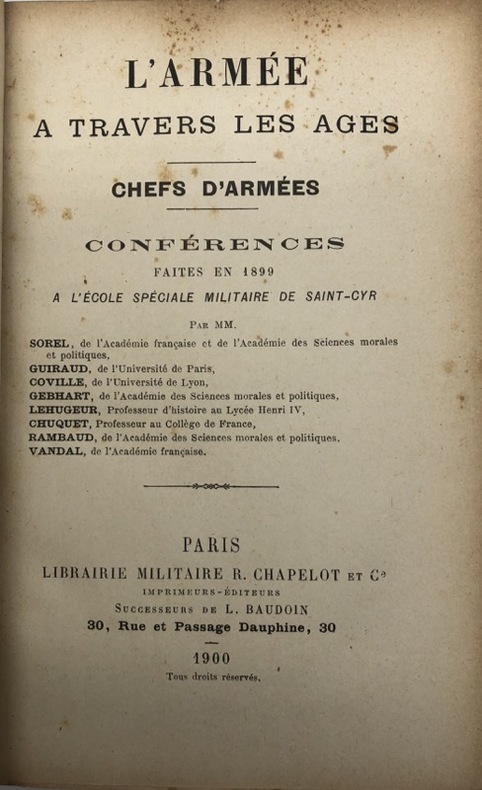 L'ARMÉE
A TRAVERS LES AGES
CHEFS D'ARMÉES
CONFÉRENCES
FAITES EN 1899
A L'ÉCOLE SPÉCIALE MILITAIRE DE SAINT-CYR
PAR MM.
SOREL, de l'Académie française et de l'Académie des Sciences morales
et politiques,
GUIRAUD, de l'Université de Paris,
COVILLE, de l'Université de Lyon,
GEBHART, de l'Académie des Sciences morales et politiques,
LEHUGEUR, Professeur d'histoire au Lycée Henri IV,
CHUQUET, Professeur au Collège de France,
RAMBAUD, de l'Académie des Sciences morales et politiques,
VANDAL, de l'Académie française.
PARIS
LIBRAIRIE MILITAIRE R. CHAPELOT ET Cº
IMPRIMEURS-ÉDITEURS
SUCCESSEURS DE L. BAUDOIN
30, Rue et Passage Dauphine, 30
1900
Tous droits réservés.